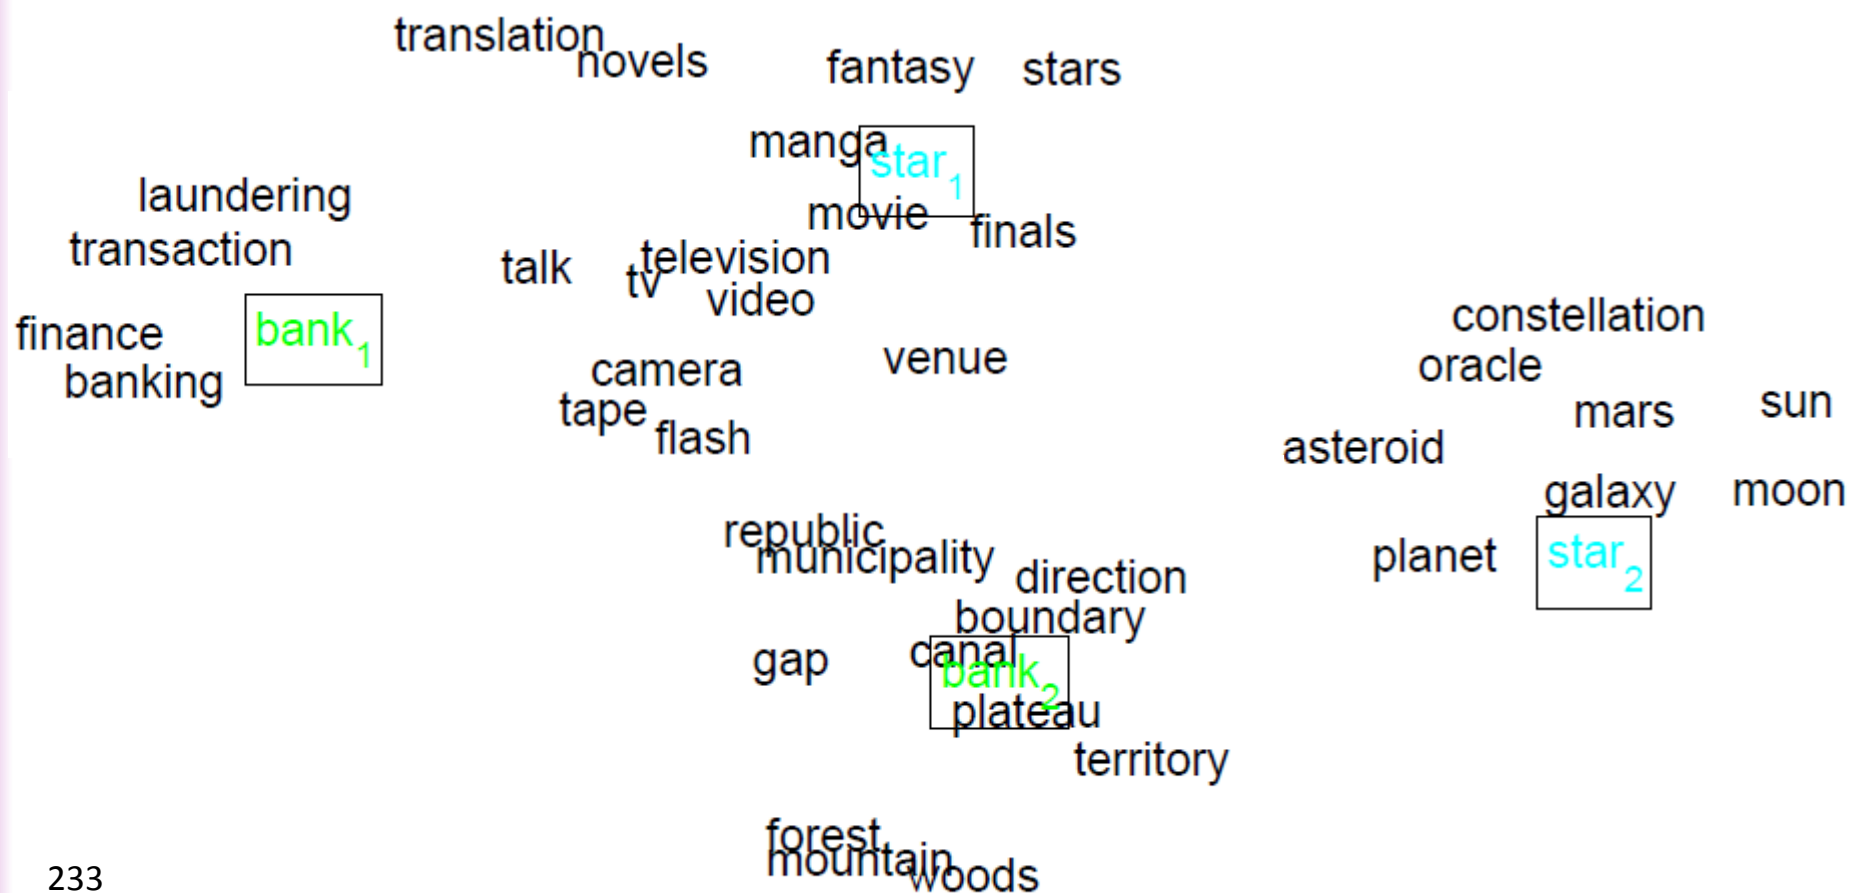 translation
novels
fantasy
stars
manga
star1
laundering
movie
finals
transaction
talk
television
tv
video
constellation
finance
bank1
venue
oracle
banking
camera
tape
mars
sun
flash
asteroid
galaxy
moon
republic
municipality
planet
star2
direction
boundary
gap
canal
bank2
plateau
territory
forest
mountain
woods
233